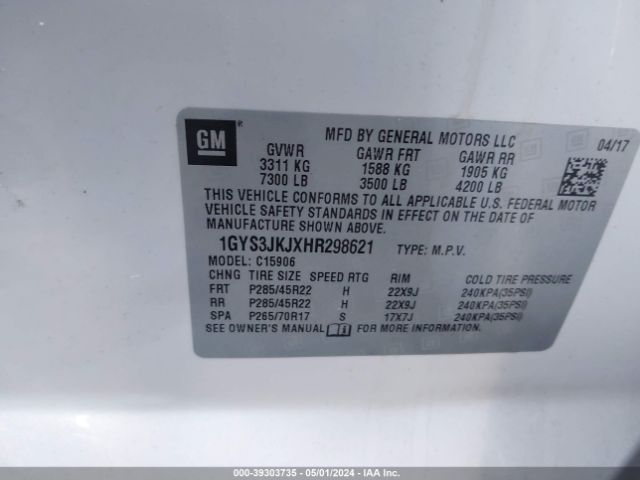 GM ®
MFD BY GENERAL MOTORS LLC 04/17
GVWR GAWR FRT GAWR RR
3311 KG 1588 KG 1905 KG
7300 LB 3500 LB 4200 LB
THIS VEHICLE CONFORMS TO ALL APPLICABLE U.S. FEDERAL MOTOR
VEHICLE SAFETY STANDARDS IN EFFECT ON THE DATE OF
MANUFACTURE SHOWN ABOVE.
1GYS3JKJXHR298621 TYPE: M.P.V.
MODEL: C15906
CHNG TIRE SIZE SPEED RTG RIM COLD TIRE PRESSURE
FRT P285/45R22 H 22X9J 240KPA(35PSI)
RR P285/45R22 H 22X9J 240KPA(35PSI)
SPA P265/70R17 S 17X7J 240KPA(35PSI)
SEE OWNER'S MANUAL FOR MORE INFORMATION.
000-39303735 - 05/01/2024 - IAA Inc.